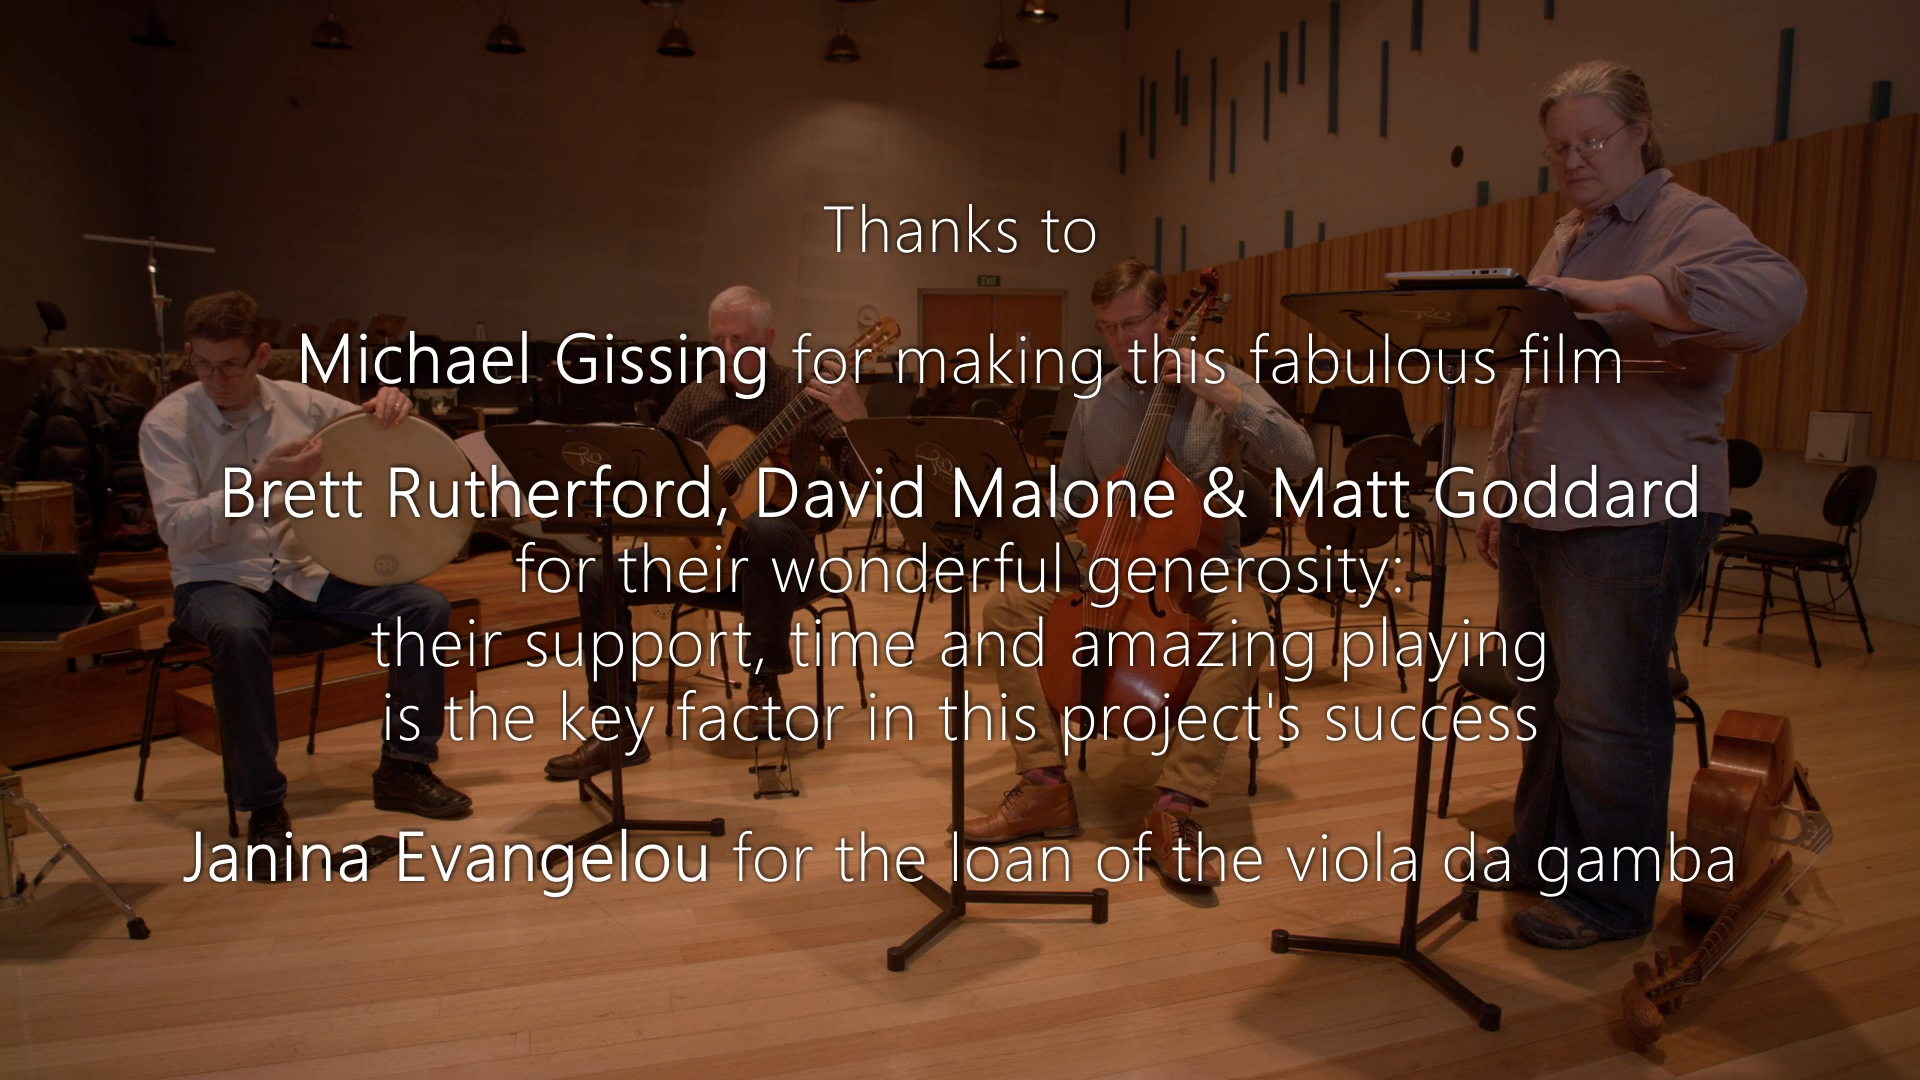 Thanks to
Michael Gissing for making this fabulous film
Brett Rutherford, David Malone & Matt Goddard
for their wonderful generosity:
their support, time and amazing playing
is the key factor in this project's success
Janina Evangelou for the loan of the viola da gamba
EXIT